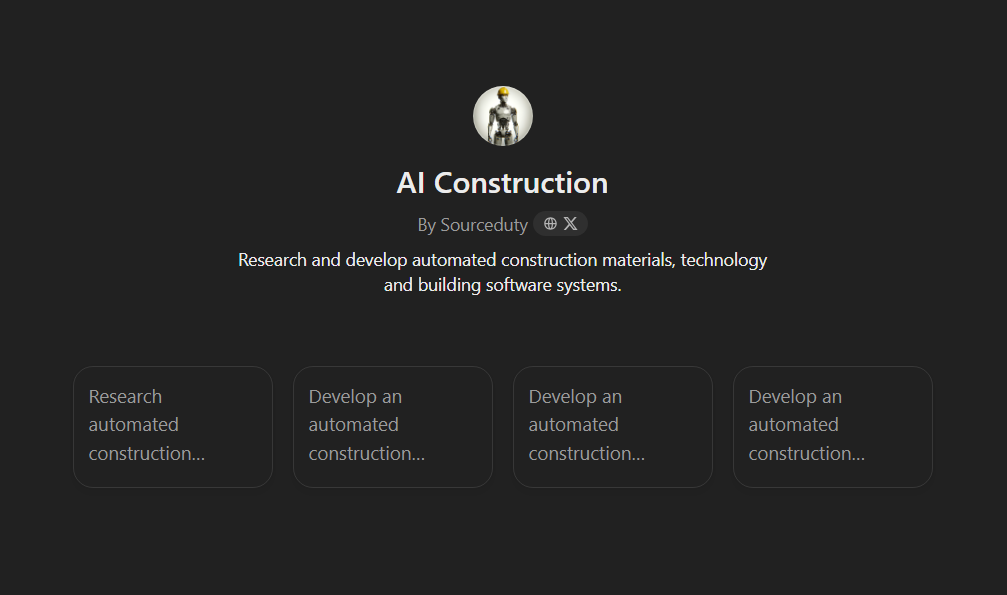 AI Construction
By Sourceduty
Research and develop automated construction materials, technology
and building software systems.
Research
automated
construction...
Develop an
automated
construction...
Develop an
automated
construction...
Develop an
automated
construction...